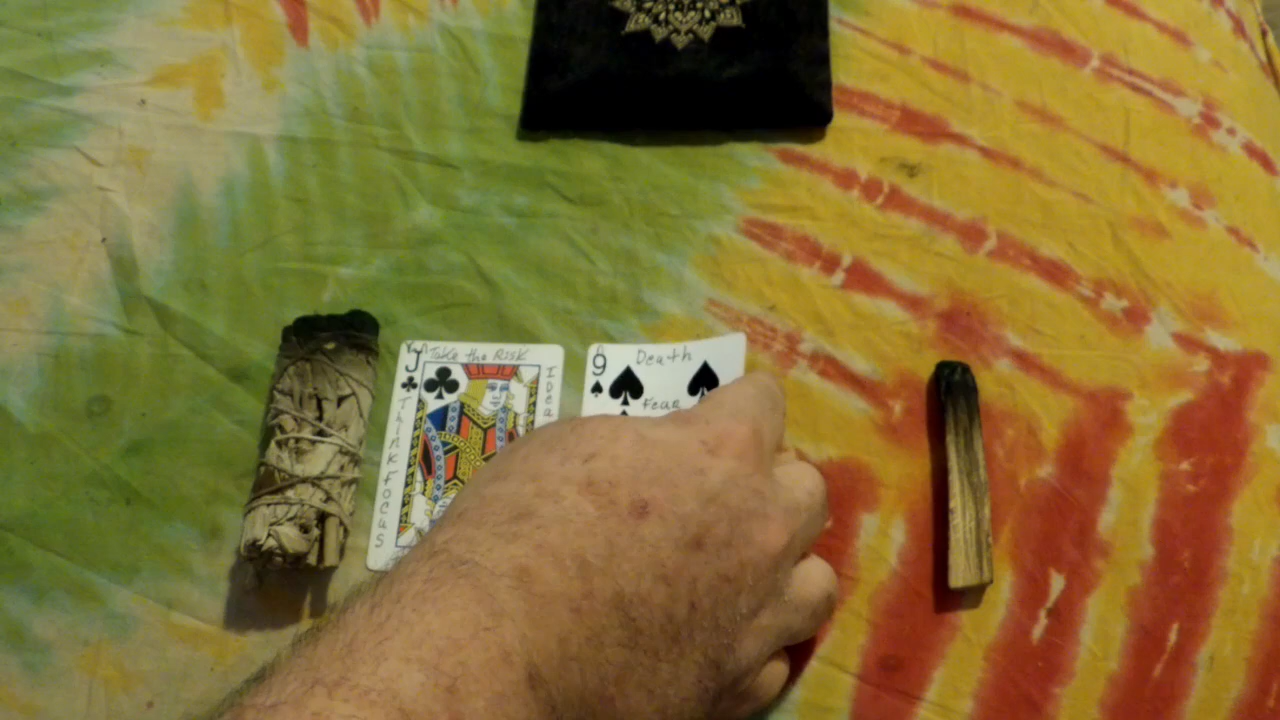 J Take the Risk
IDea
Think Focus
9 Death
Fear